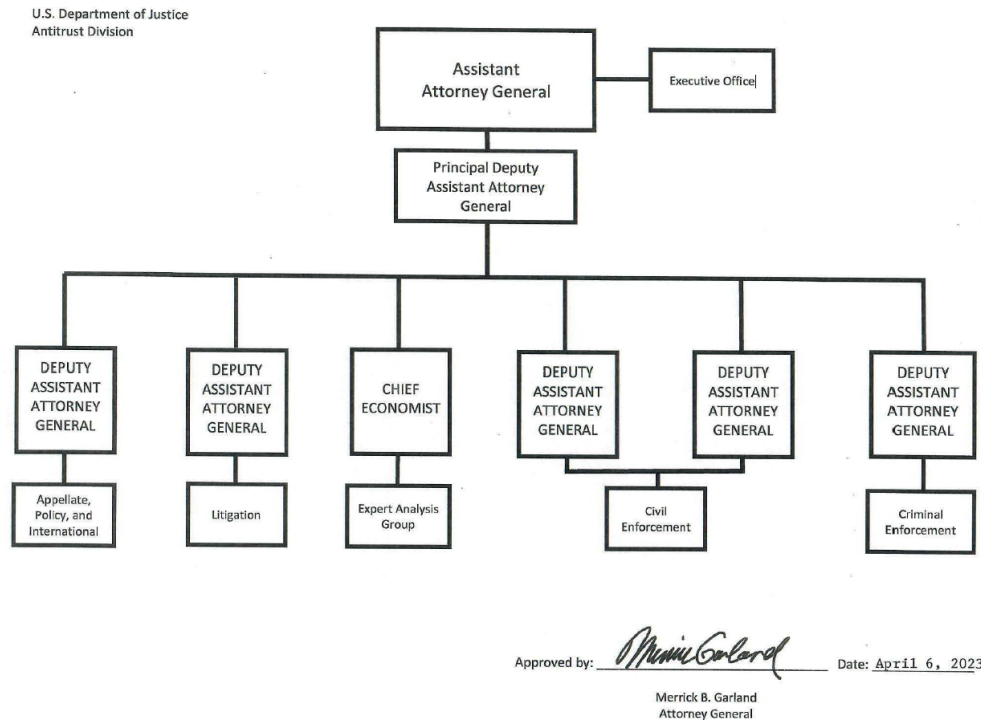 U.S. Department of Justice
Antitrust Division
Assistant
Attorney General
Executive Office
Principal Deputy
Assistant Attorney
General
DEPUTY
ASSISTANT
ATTORNEY
GENERAL
DEPUTY
ASSISTANT
ATTORNEY
GENERAL
CHIEF
ECONOMIST
DEPUTY
ASSISTANT
ATTORNEY
GENERAL
DEPUTY
ASSISTANT
ATTORNEY
GENERAL
DEPUTY
ASSISTANT
ATTORNEY
GENERAL
Appellate,
Policy, and
International
Litigation
Expert Analysis
Group
Civil
Enforcement
Criminal
Enforcement
Approved by: Merrick Garland Date: April 6, 2023
Merrick B. Garland
Attorney General